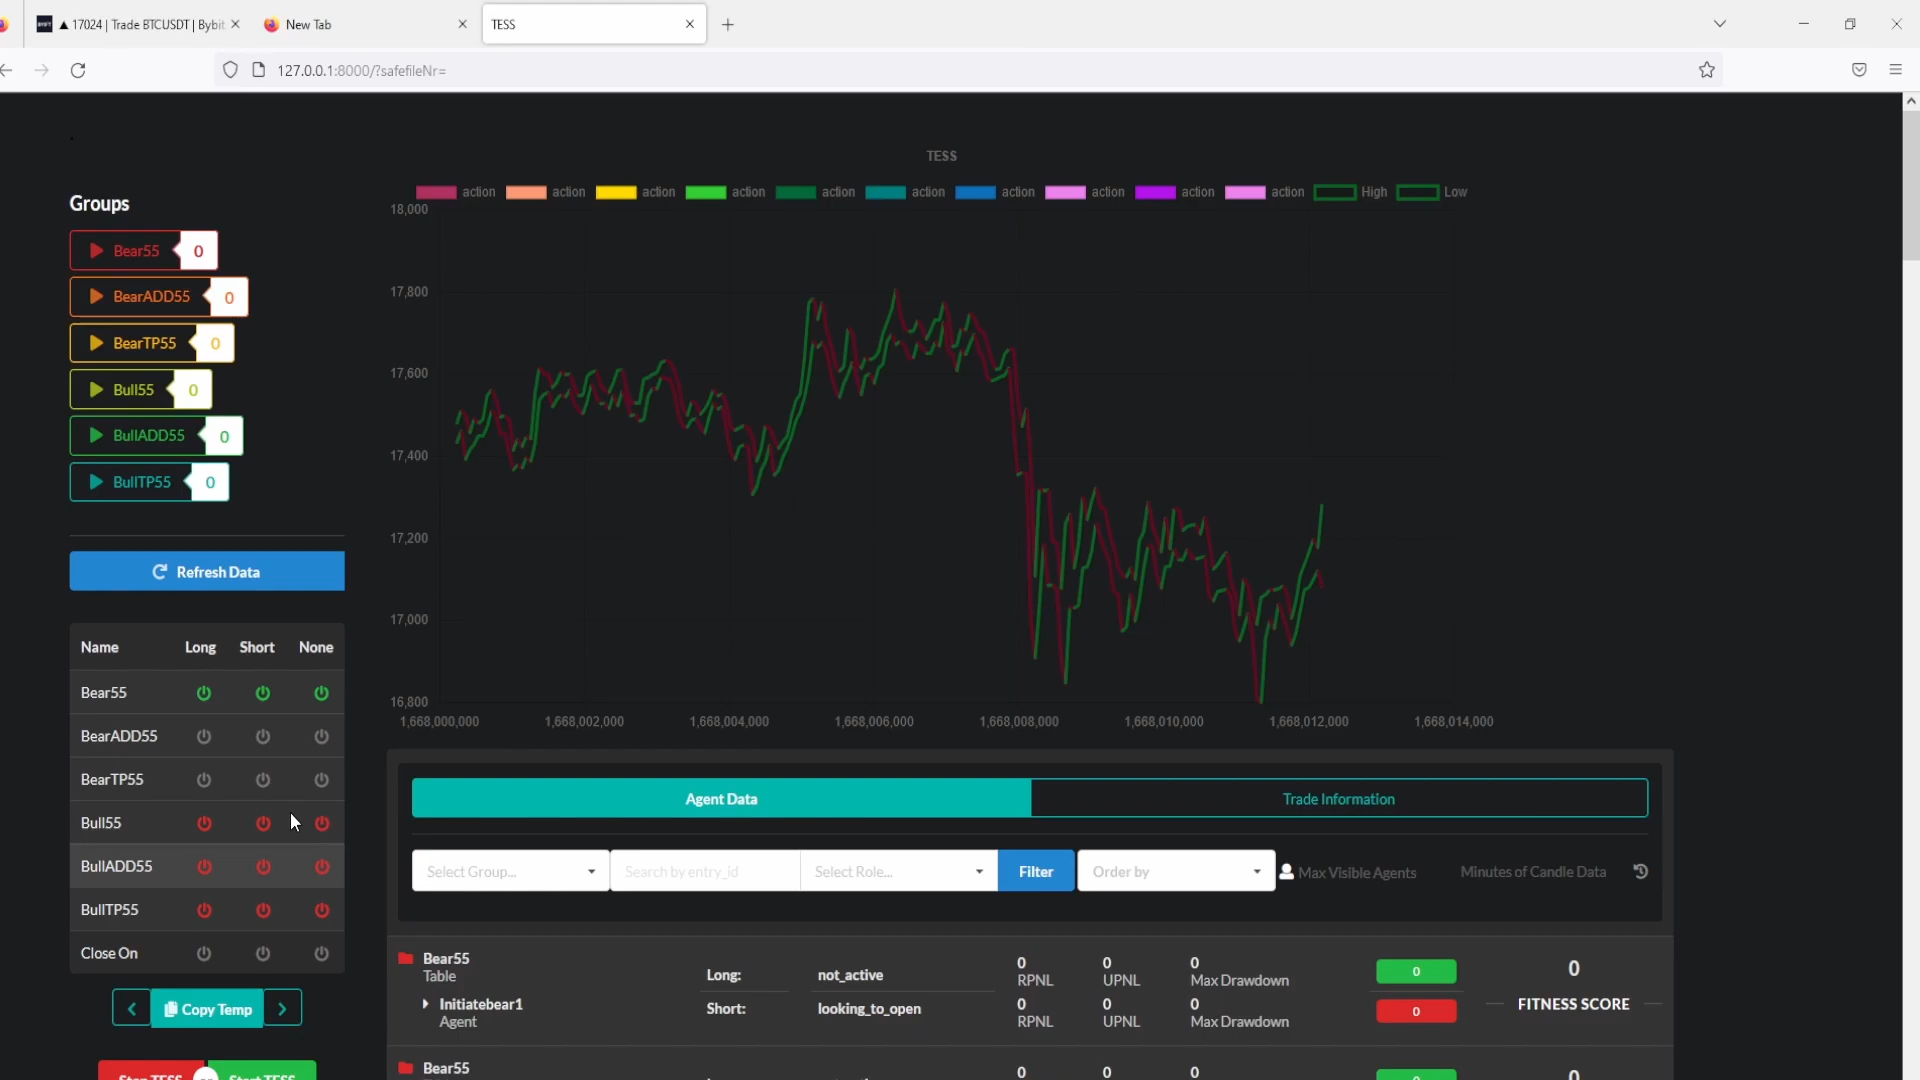 ▲ 17024 | Trade BTCUSDT | Bybit
New Tab
TESS
127.0.0.1:8000/?safefileNr=
TESS
action action action action action action action action action action High Low
Groups
Bear55 0
BearADD55 0
BearTP55 0
Bull55 0
BullADD55 0
BullTP55 0
Refresh Data
Name Long Short None
Bear55
BearADD55
BearTP55
Bull55
BullADD55
BullTP55
Close On
Copy Temp
Stop TESS or Start TESS
18,000
17,800
17,600
17,400
17,200
17,000
16,800
1,668,000,000 1,668,002,000 1,668,004,000 1,668,006,000 1,668,008,000 1,668,010,000 1,668,012,000 1,668,014,000
Agent Data Trade Information
Select Group... Search by entry_id Select Role... Filter Order by Max Visible Agents Minutes of Candle Data
Bear55
Table
Initiatebear1
Agent
Long: not_active
Short: looking_to_open
0 0 0
RPNL UPNL Max Drawdown
0 0 0
RPNL UPNL Max Drawdown
0
0
0
FITNESS SCORE
Bear55
0 0 0
0
0